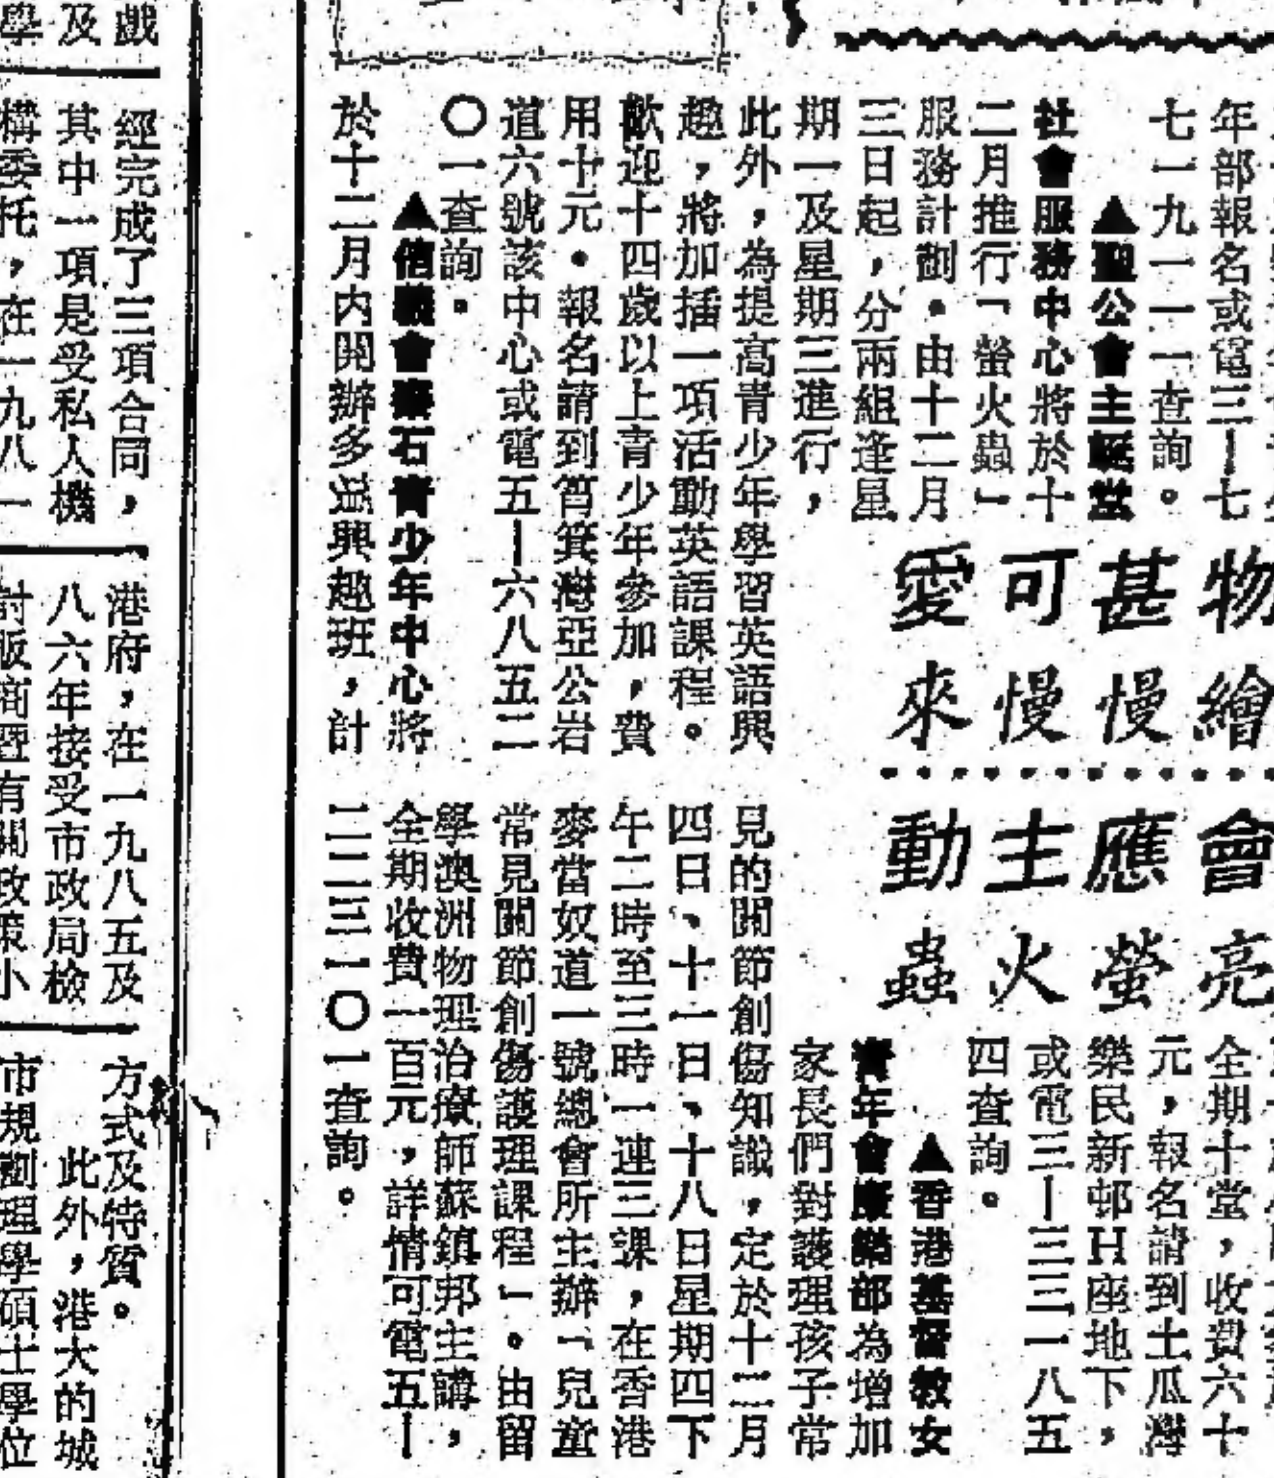 年部報名或電三—七
七一九一一一查詢。
▲聖公會主
社會服務中心將於十
二月推行「螢火蟲」
服務計劃。由十二月
三日起，分兩組逢星
期一及星期三進行，
此外，為提高青少年學習英語興
趣，將加插一項活動英語課程。
歡迎十四歲以上青少年參加，費
用十元。報名請到筲箕灣亞公岩
道六號該中心或電五—六八五二
〇一查詢。
▲信義會 石青少年中心將
於十二月内開辦多 興趣班，計
物甚可愛
繪慢慢來
會應主動
亮螢火蟲
全期十堂，收費六十
元，報名請到土瓜灣
樂民新邨H座地下，
或電三—三三一八五
四查詢。
▲香港基督教女
青年會康樂部為增加
家長們對護理孩子常
見的關節創傷知識，定於十二月
四日、十一日、十八日星期四下
午二時至三時一連三課，在香港
麥當奴道一號總會所主辦「兒童
常見關節創傷護理課程」。由留
學澳洲物理治療師蘇鎮邦主講，
全期收費一百元，詳情可電五—
二二三一〇一查詢。
戲
及
學
經完成了三項合同，
其中一項是受私人機
構委托，在一九八一
港府，在一九八五及
八六年接受市政局檢
討販商暨有關政策小
方式及特質。
此外，港大的城
市規劃理學碩士學位